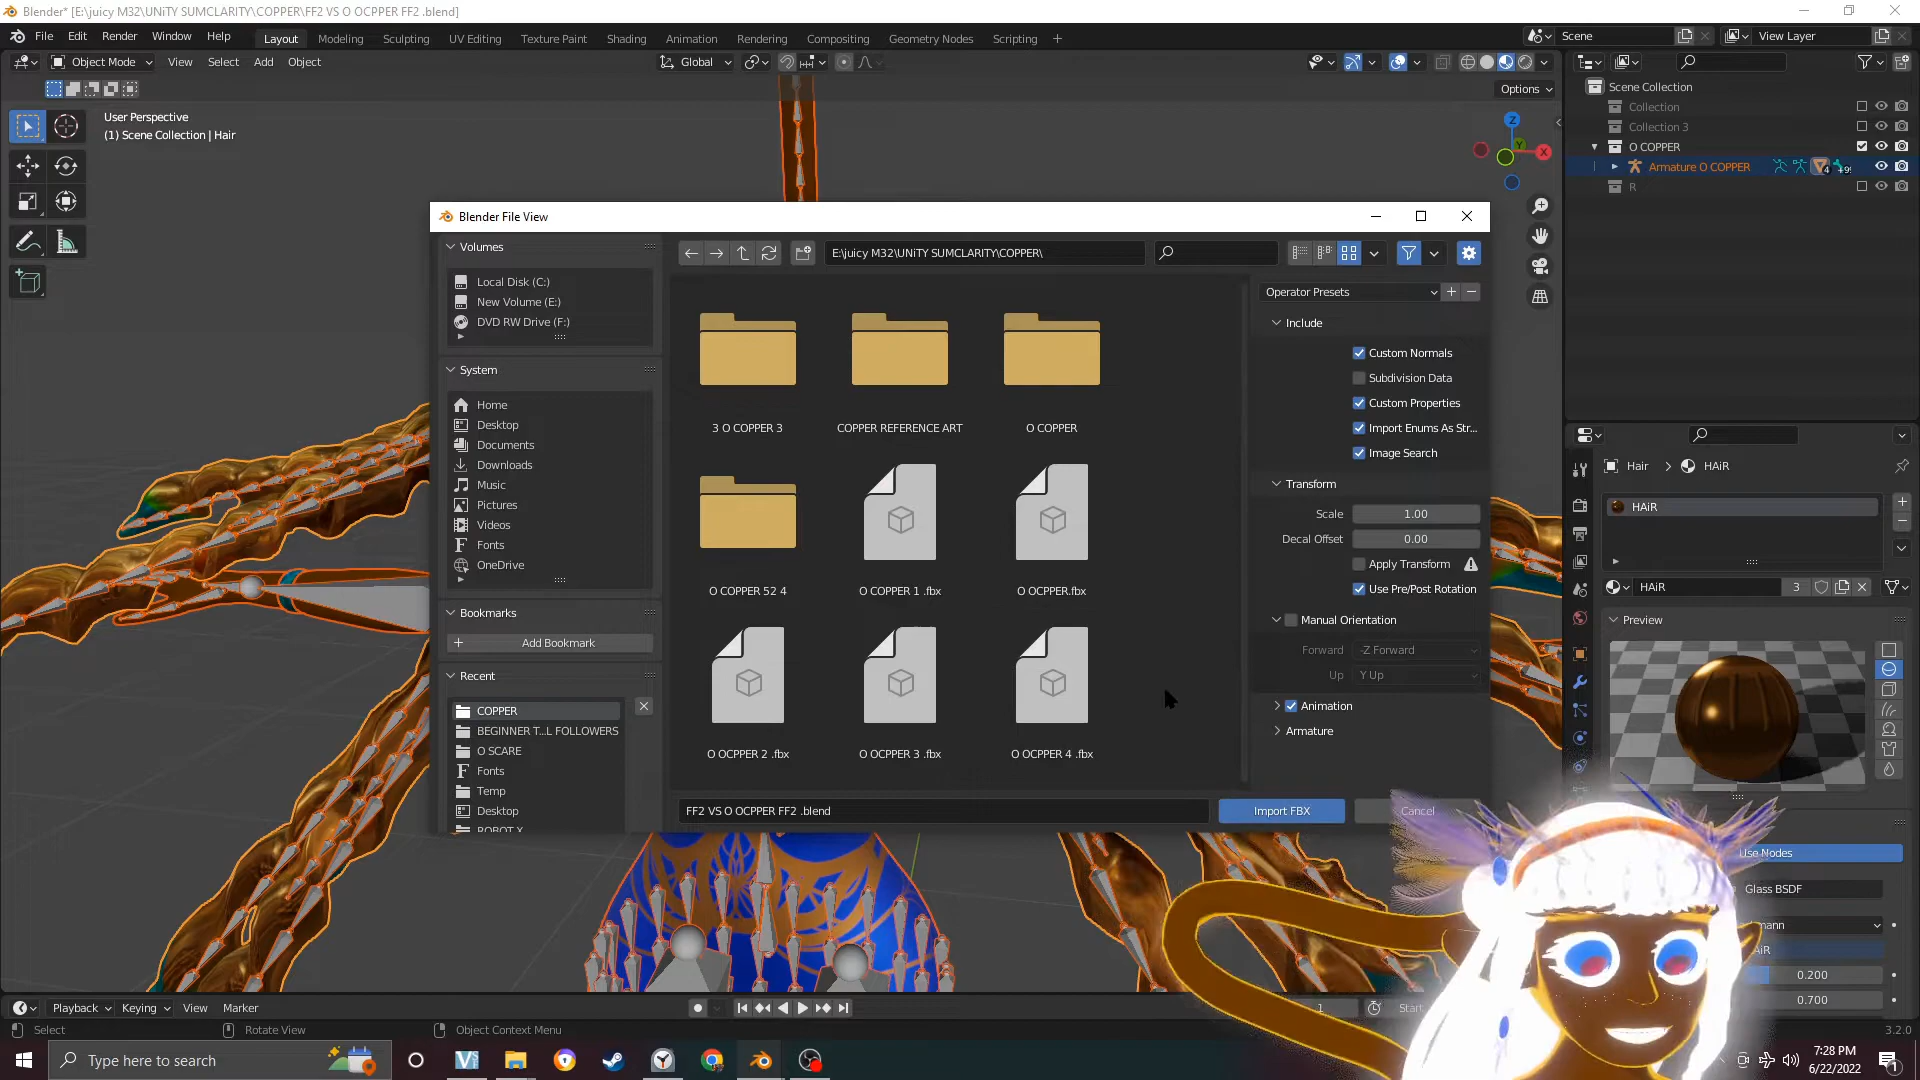 Blender* [E:\juicy M32\UNiTY SUMCLARITY\COPPER\FF2 VS O OCPPER FF2 .blend]
File Edit Render Window Help Layout Modeling Sculpting UV Editing Texture Paint Shading Animation Rendering Compositing Geometry Nodes Scripting + Scene View Layer
Object Mode View Select Add Object Global
Options
User Perspective
(1) Scene Collection | Hair
Scene Collection
Collection
Collection 3
O COPPER
Armature O COPPER
R
Z
Y
X
Blender File View
Volumes
Local Disk (C:)
New Volume (E:)
DVD RW Drive (F:)
System
Home
Desktop
Documents
Downloads
Music
Pictures
Videos
Fonts
OneDrive
Bookmarks
Add Bookmark
Recent
COPPER
BEGINNER T...L FOLLOWERS
O SCARE
Fonts
Temp
Desktop
ROBOT X
E:\juicy M32\UNiTY SUMCLARITY\COPPER\
3 O COPPER 3
COPPER REFERENCE ART
O COPPER
O COPPER 52 4
O COPPER 1 .fbx
O OCPPER.fbx
O OCPPER 2 .fbx
O OCPPER 3 .fbx
O OCPPER 4 .fbx
FF2 VS O OCPPER FF2 .blend
Import FBX
Cancel
Operator Presets
Include
Custom Normals
Subdivision Data
Custom Properties
Import Enums As Str...
Image Search
Transform
Scale 1.00
Decal Offset 0.00
Apply Transform
Use Pre/Post Rotation
Manual Orientation
Forward -Z Forward
Up Y Up
Animation
Armature
Hair > HAiR
HAiR
HAiR 3
Preview
Use Nodes
Glass BSDF
0.200
0.700
Playback Keying View Marker
1
Start
Select
Rotate View
Object Context Menu
3.2.0
Type here to search
7:28 PM
6/22/2022